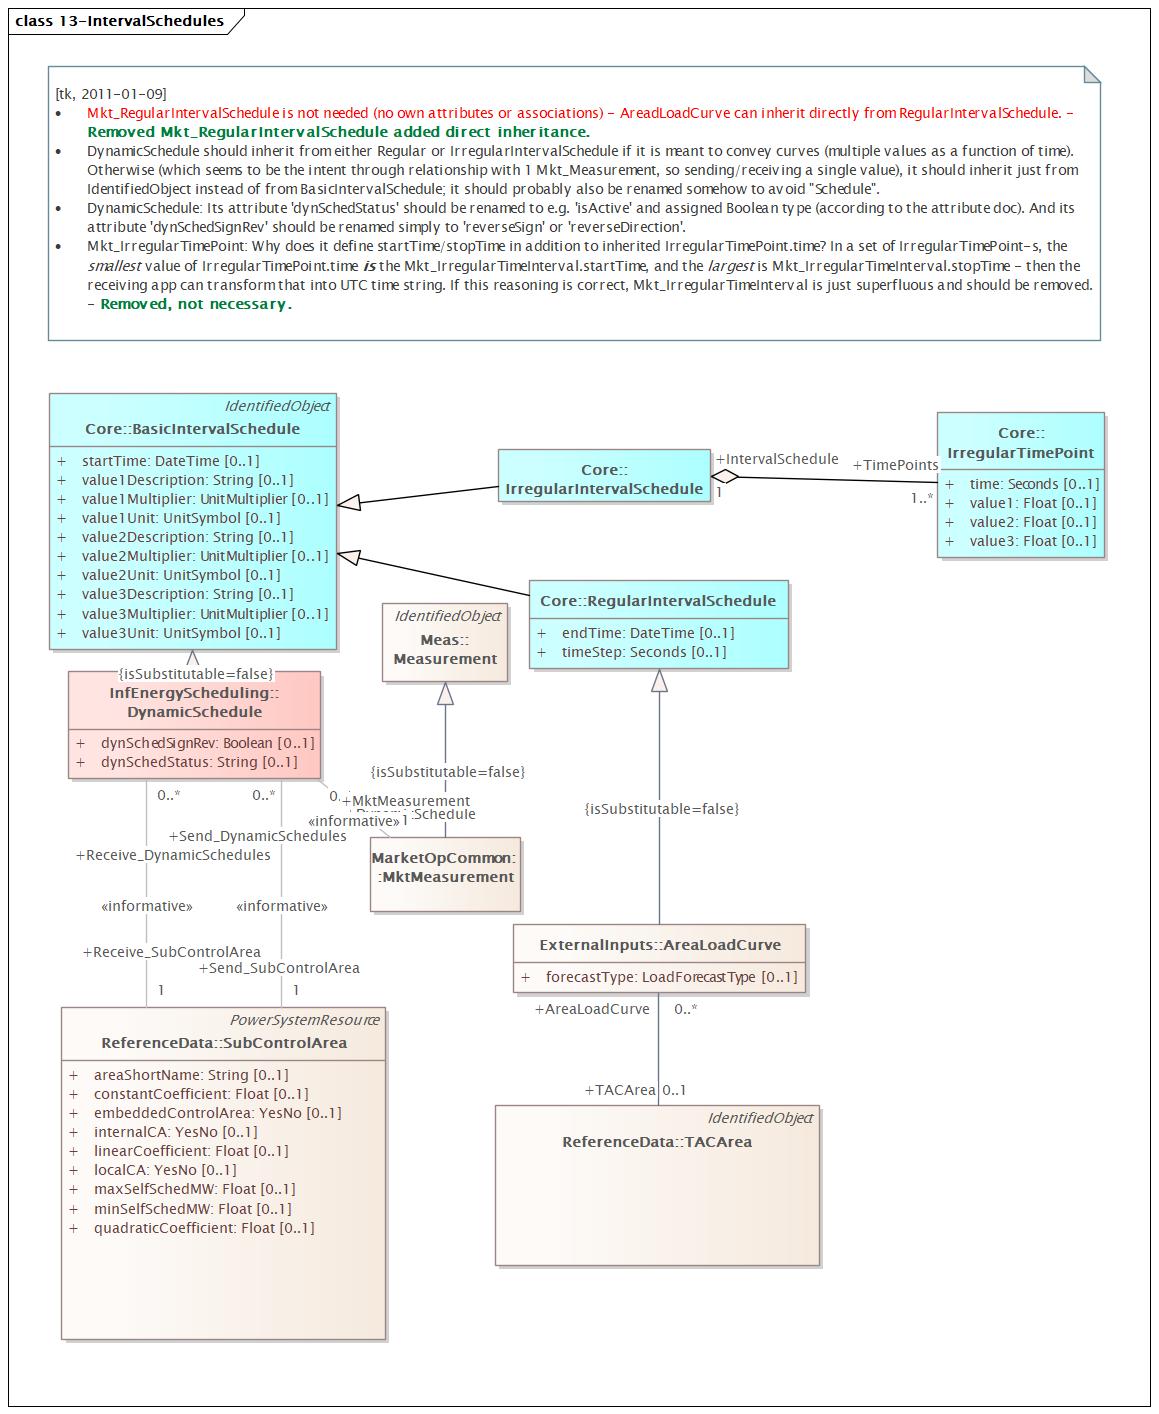 class 13-IntervalSchedules
[tk, 2011-01-09]
• Mkt_RegularIntervalSchedule is not needed (no own attributes or associations) - AreadLoadCurve can inherit directly from RegularIntervalSchedule. -
Removed Mkt_RegularIntervalSchedule added direct inheritance.
• DynamicSchedule should inherit from either Regular or IrregularIntervalSchedule if it is meant to convey curves (multiple values as a function of time).
Otherwise (which seems to be the intent through relationship with 1 Mkt_Measurement, so sending/receiving a single value), it should inherit just from
IdentifiedObject instead of from BasicIntervalSchedule; it should probably also be renamed somehow to avoid "Schedule".
• DynamicSchedule: Its attribute 'dynSchedStatus' should be renamed to e.g. 'isActive' and assigned Boolean type (according to the attribute doc). And its
attribute 'dynSchedSignRev' should be renamed simply to 'reverseSign' or 'reverseDirection'.
• Mkt_IrregularTimePoint: Why does it define startTime/stopTime in addition to inherited IrregularTimePoint.time? In a set of IrregularTimePoint-s, the
smallest value of IrregularTimePoint.time is the Mkt_IrregularTimeInterval.startTime, and the largest is Mkt_IrregularTimeInterval.stopTime - then the
receiving app can transform that into UTC time string. If this reasoning is correct, Mkt_IrregularTimeInterval is just superfluous and should be removed.
- Removed, not necessary.
IdentifiedObject
Core::BasicIntervalSchedule
+ startTime: DateTime [0..1]
+ value1Description: String [0..1]
+ value1Multiplier: UnitMultiplier [0..1]
+ value1Unit: UnitSymbol [0..1]
+ value2Description: String [0..1]
+ value2Multiplier: UnitMultiplier [0..1]
+ value2Unit: UnitSymbol [0..1]
+ value3Description: String [0..1]
+ value3Multiplier: UnitMultiplier [0..1]
+ value3Unit: UnitSymbol [0..1]
Core::
IrregularIntervalSchedule
+IntervalSchedule
1
+TimePoints
1..*
Core::
IrregularTimePoint
+ time: Seconds [0..1]
+ value1: Float [0..1]
+ value2: Float [0..1]
+ value3: Float [0..1]
Core::RegularIntervalSchedule
+ endTime: DateTime [0..1]
+ timeStep: Seconds [0..1]
IdentifiedObject
Meas::
Measurement
{isSubstitutable=false}
InfEnergyScheduling::
DynamicSchedule
+ dynSchedSignRev: Boolean [0..1]
+ dynSchedStatus: String [0..1]
{isSubstitutable=false}
0..*
0..*
0..
+MktMeasurement
Schedule
«informative»
1
{isSubstitutable=false}
+Send_DynamicSchedules
+Receive_DynamicSchedules
MarketOpCommon:
:MktMeasurement
«informative»
«informative»
+Receive_SubControlArea
+Send_SubControlArea
1
1
ExternalInputs::AreaLoadCurve
+ forecastType: LoadForecastType [0..1]
+AreaLoadCurve
0..*
+TACArea
0..1
PowerSystemResource
ReferenceData::SubControlArea
+ areaShortName: String [0..1]
+ constantCoefficient: Float [0..1]
+ embeddedControlArea: YesNo [0..1]
+ internalCA: YesNo [0..1]
+ linearCoefficient: Float [0..1]
+ localCA: YesNo [0..1]
+ maxSelfSchedMW: Float [0..1]
+ minSelfSchedMW: Float [0..1]
+ quadraticCoefficient: Float [0..1]
IdentifiedObject
ReferenceData::TACArea